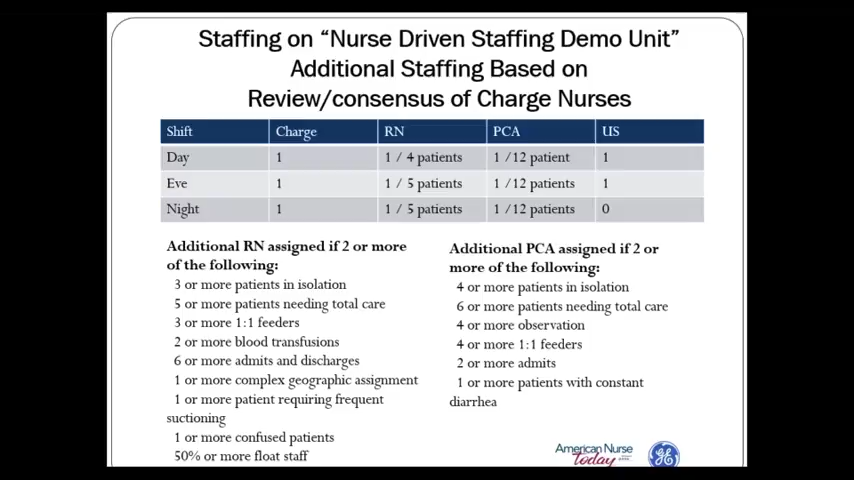 Staffing on “Nurse Driven Staffing Demo Unit”
Additional Staffing Based on
Review/consensus of Charge Nurses
Shift Charge RN PCA US
Day 1 1 / 4 patients 1 /12 patient 1
Eve 1 1 / 5 patients 1 /12 patients 1
Night 1 1 / 5 patients 1 /12 patients 0
Additional RN assigned if 2 or more
of the following:
3 or more patients in isolation
5 or more patients needing total care
3 or more 1:1 feeders
2 or more blood transfusions
6 or more admits and discharges
1 or more complex geographic assignment
1 or more patient requiring frequent
suctioning
1 or more confused patients
50% or more float staff
Additional PCA assigned if 2 or
more of the following:
4 or more patients in isolation
6 or more patients needing total care
4 or more observation
4 or more 1:1 feeders
2 or more admits
1 or more patients with constant
diarrhea
American Nurse
Today
GE